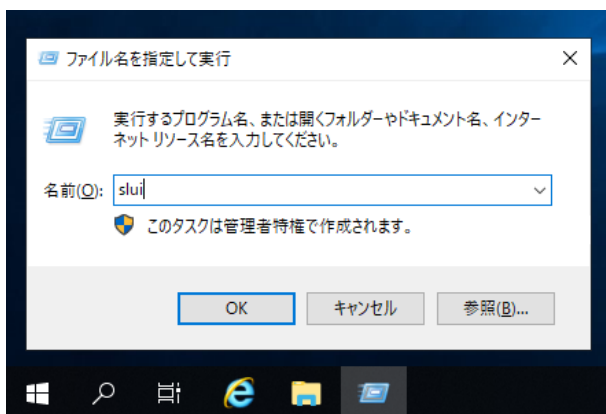 ファイル名を指定して実行
実行するプログラム名、または開くフォルダーやドキュメント名、インター
ネット リソース名を入力してください。
名前(O): slui
このタスクは管理者特権で作成されます。
OK キャンセル 参照(B)...